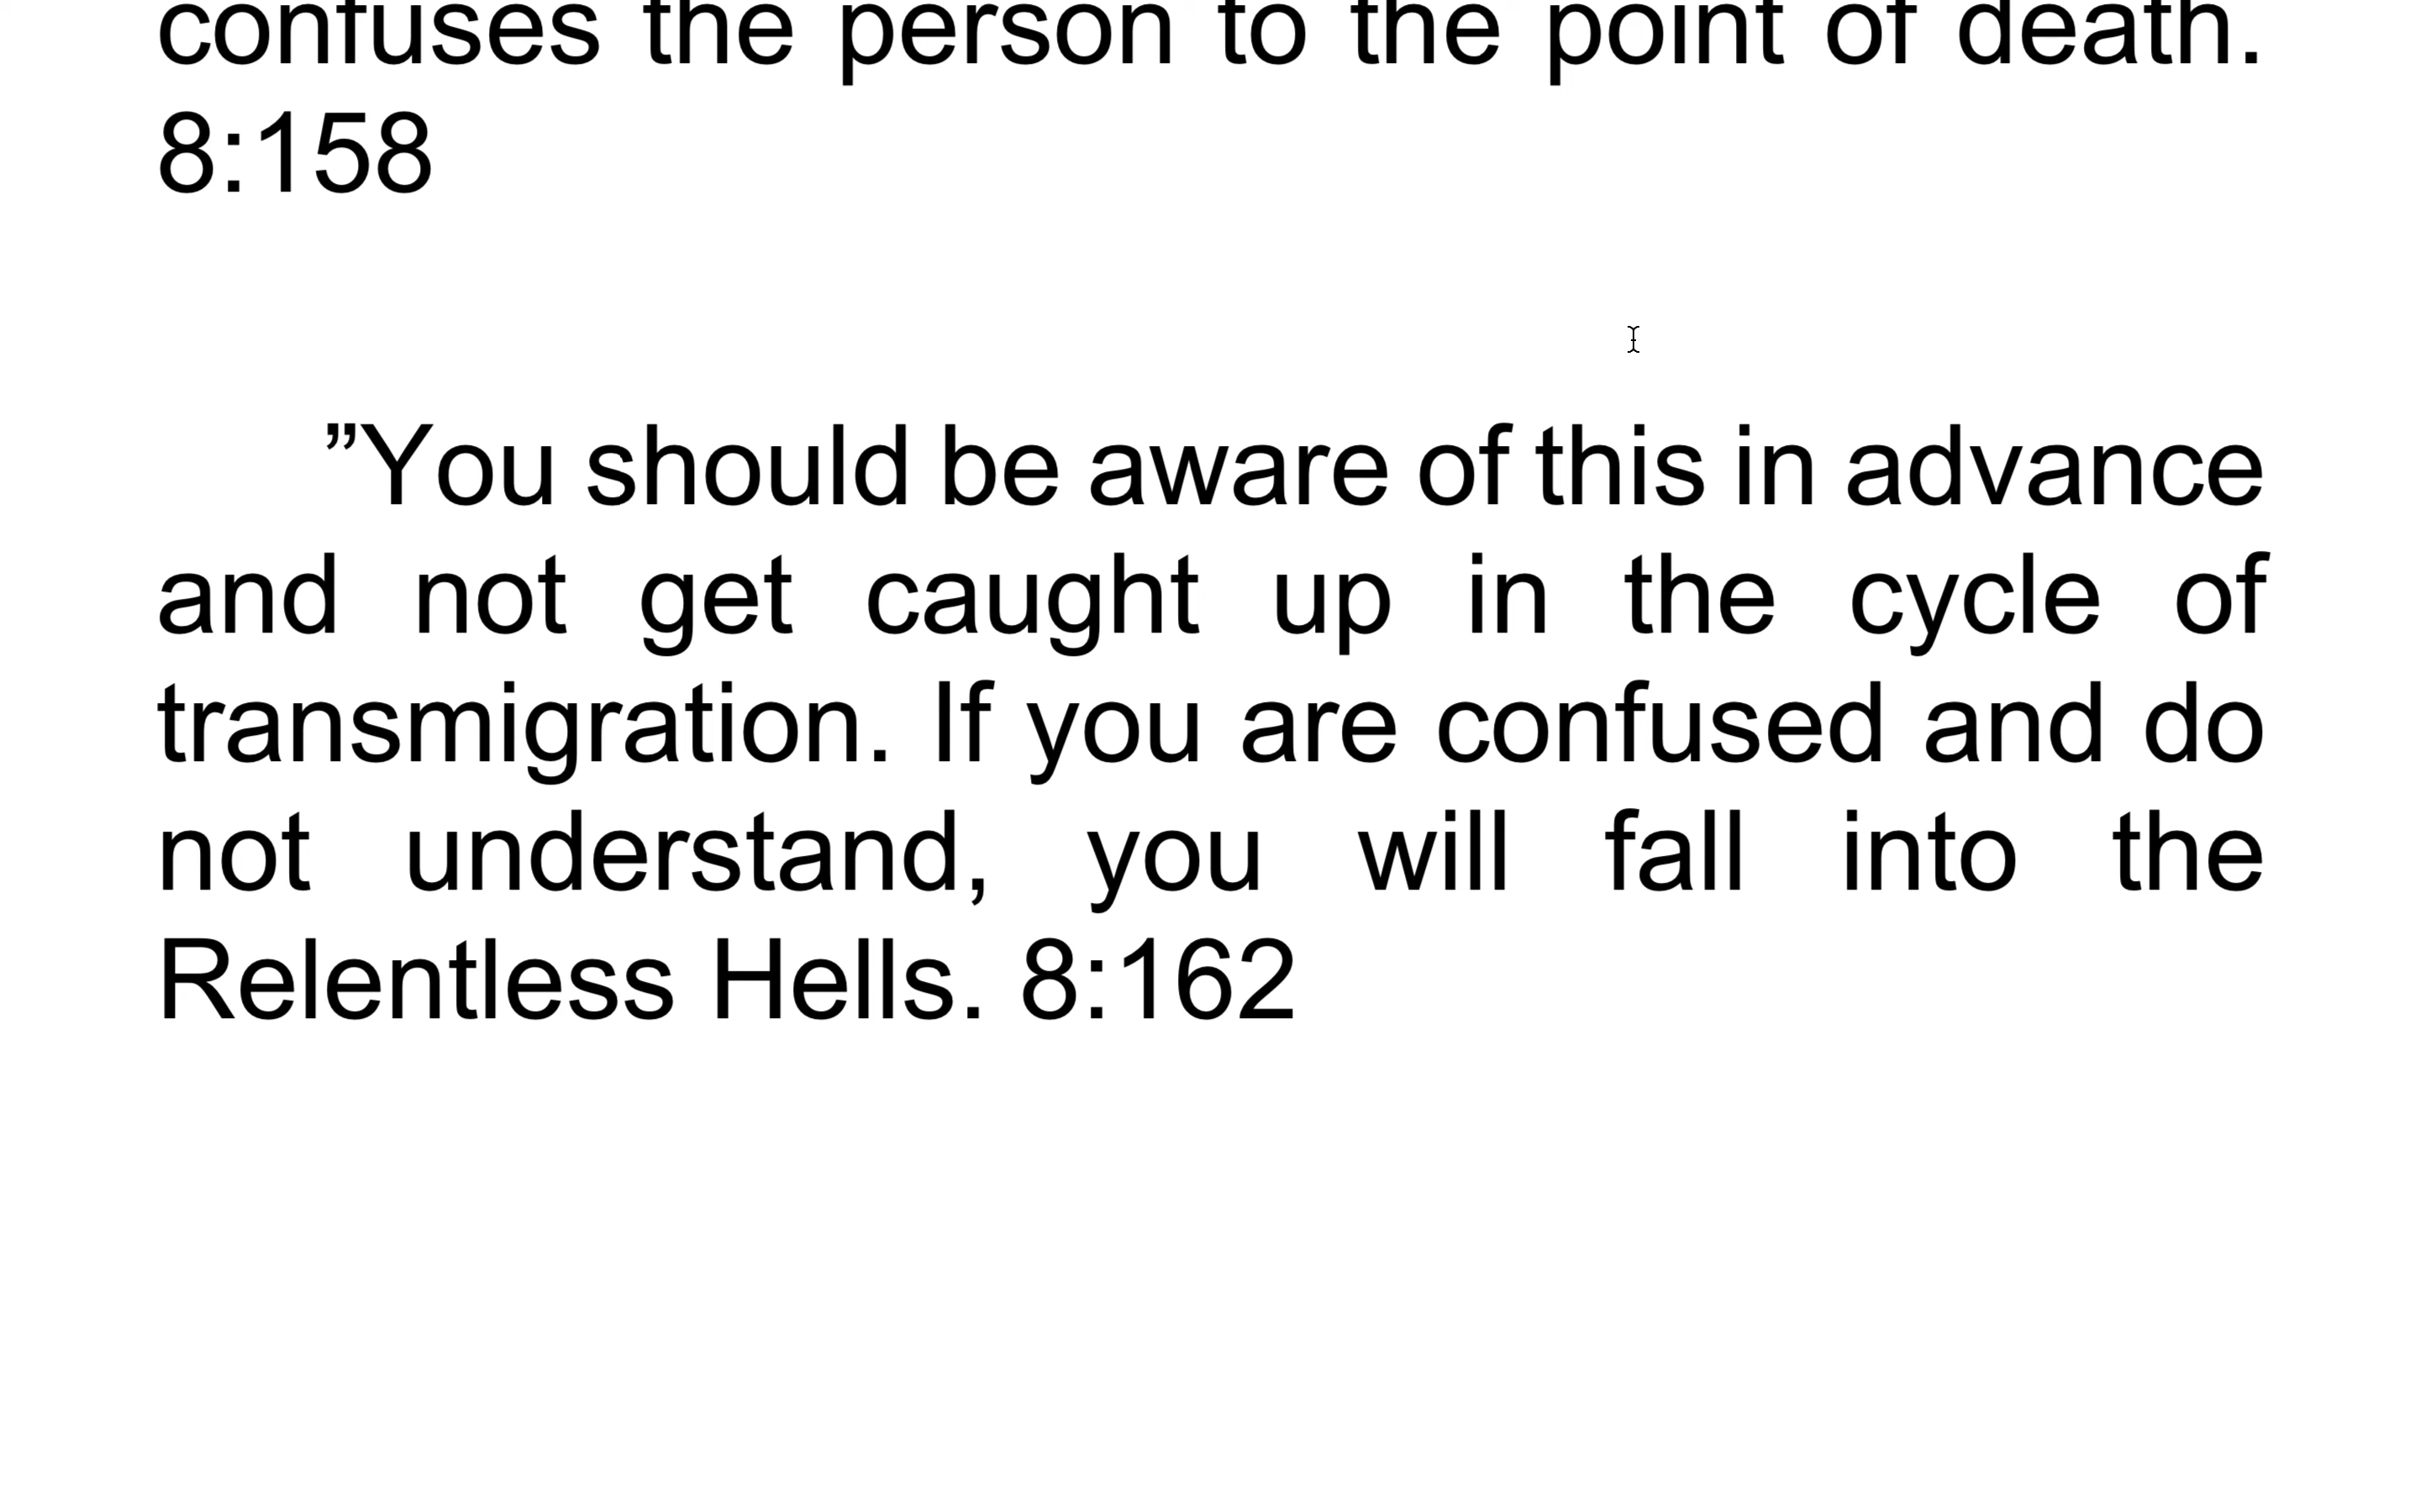 confuses the person to the point of death.
8:158
”You should be aware of this in advance
and not get caught up in the cycle of
transmigration. If you are confused and do
not understand, you will fall into the
Relentless Hells. 8:162